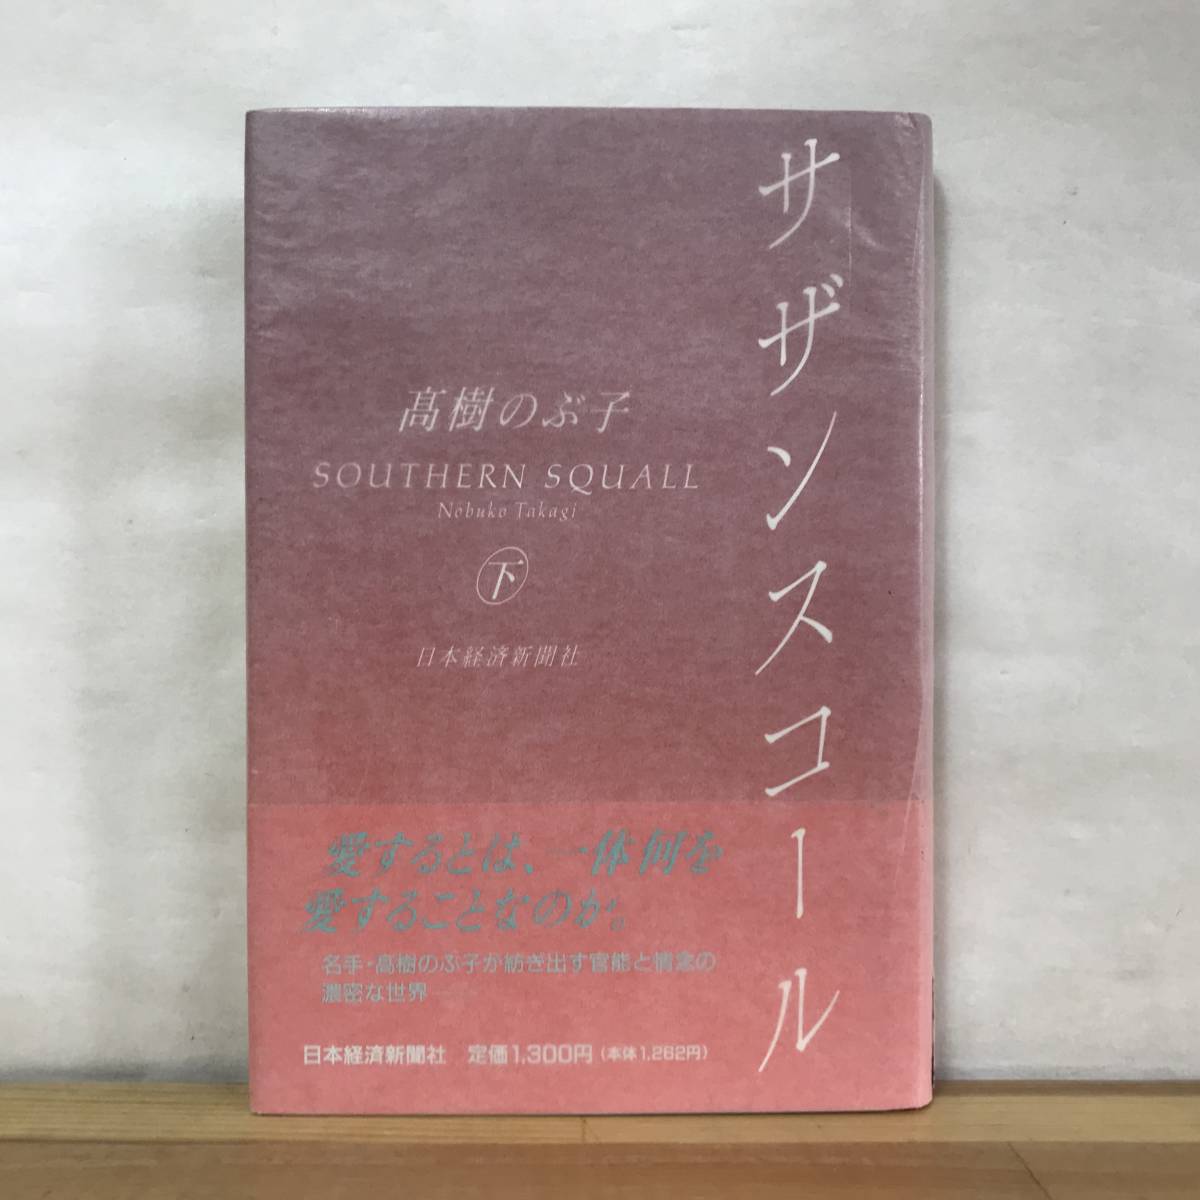 サザンスコール
髙樹のぶ子
SOUTHERN SQUALL
Nobuko Takagi
下
日本経済新聞社
愛するとは、一体何を
愛することなのか。
名手・髙樹のぶ子が紡ぎ出す官能と情念の
濃密な世界――
日本経済新聞社 定価1,300円(本体1,262円)